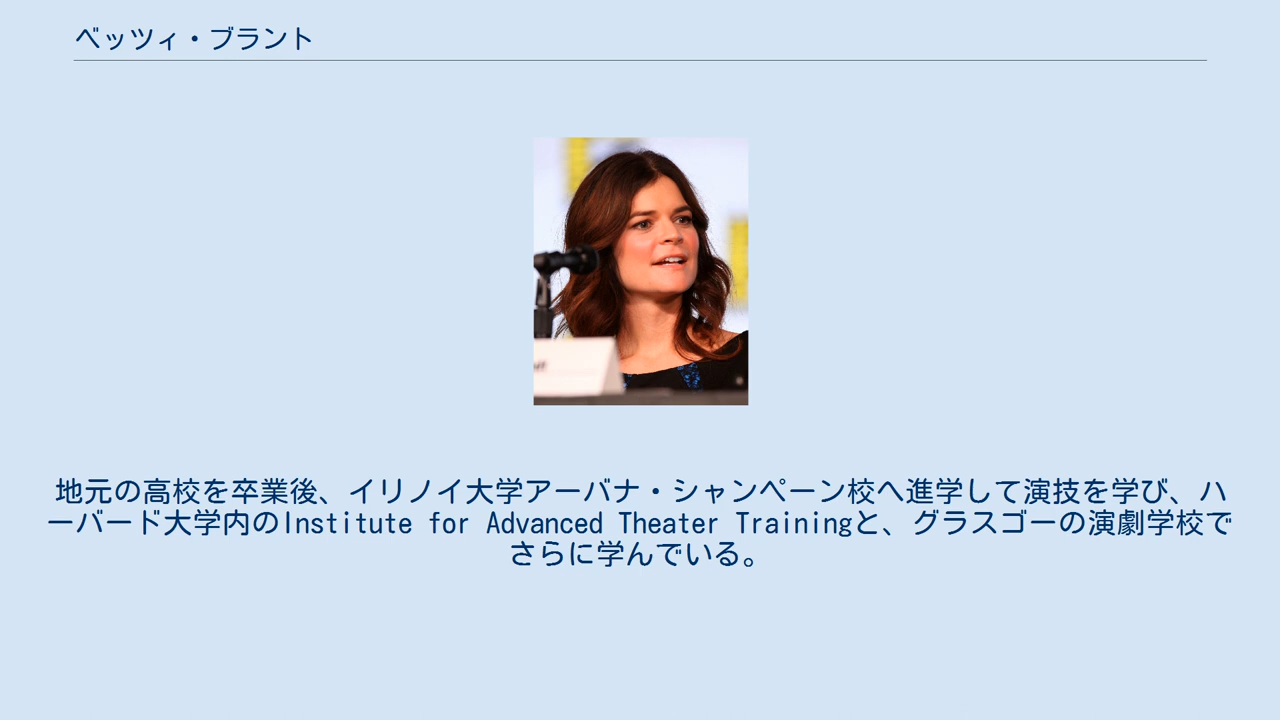 ベッツィ・ブラント
地元の高校を卒業後、イリノイ大学アーバナ・シャンペーン校へ進学して演技を学び、ハ
ーバード大学内のInstitute for Advanced Theater Trainingと、グラスゴーの演劇学校で
さらに学んでいる。